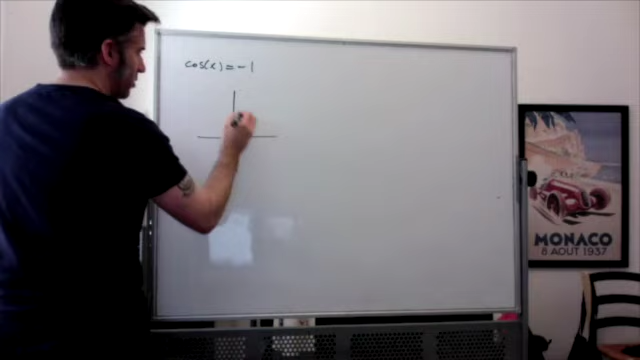 cos(x) = -1
MONACO
8 AOUT 1937